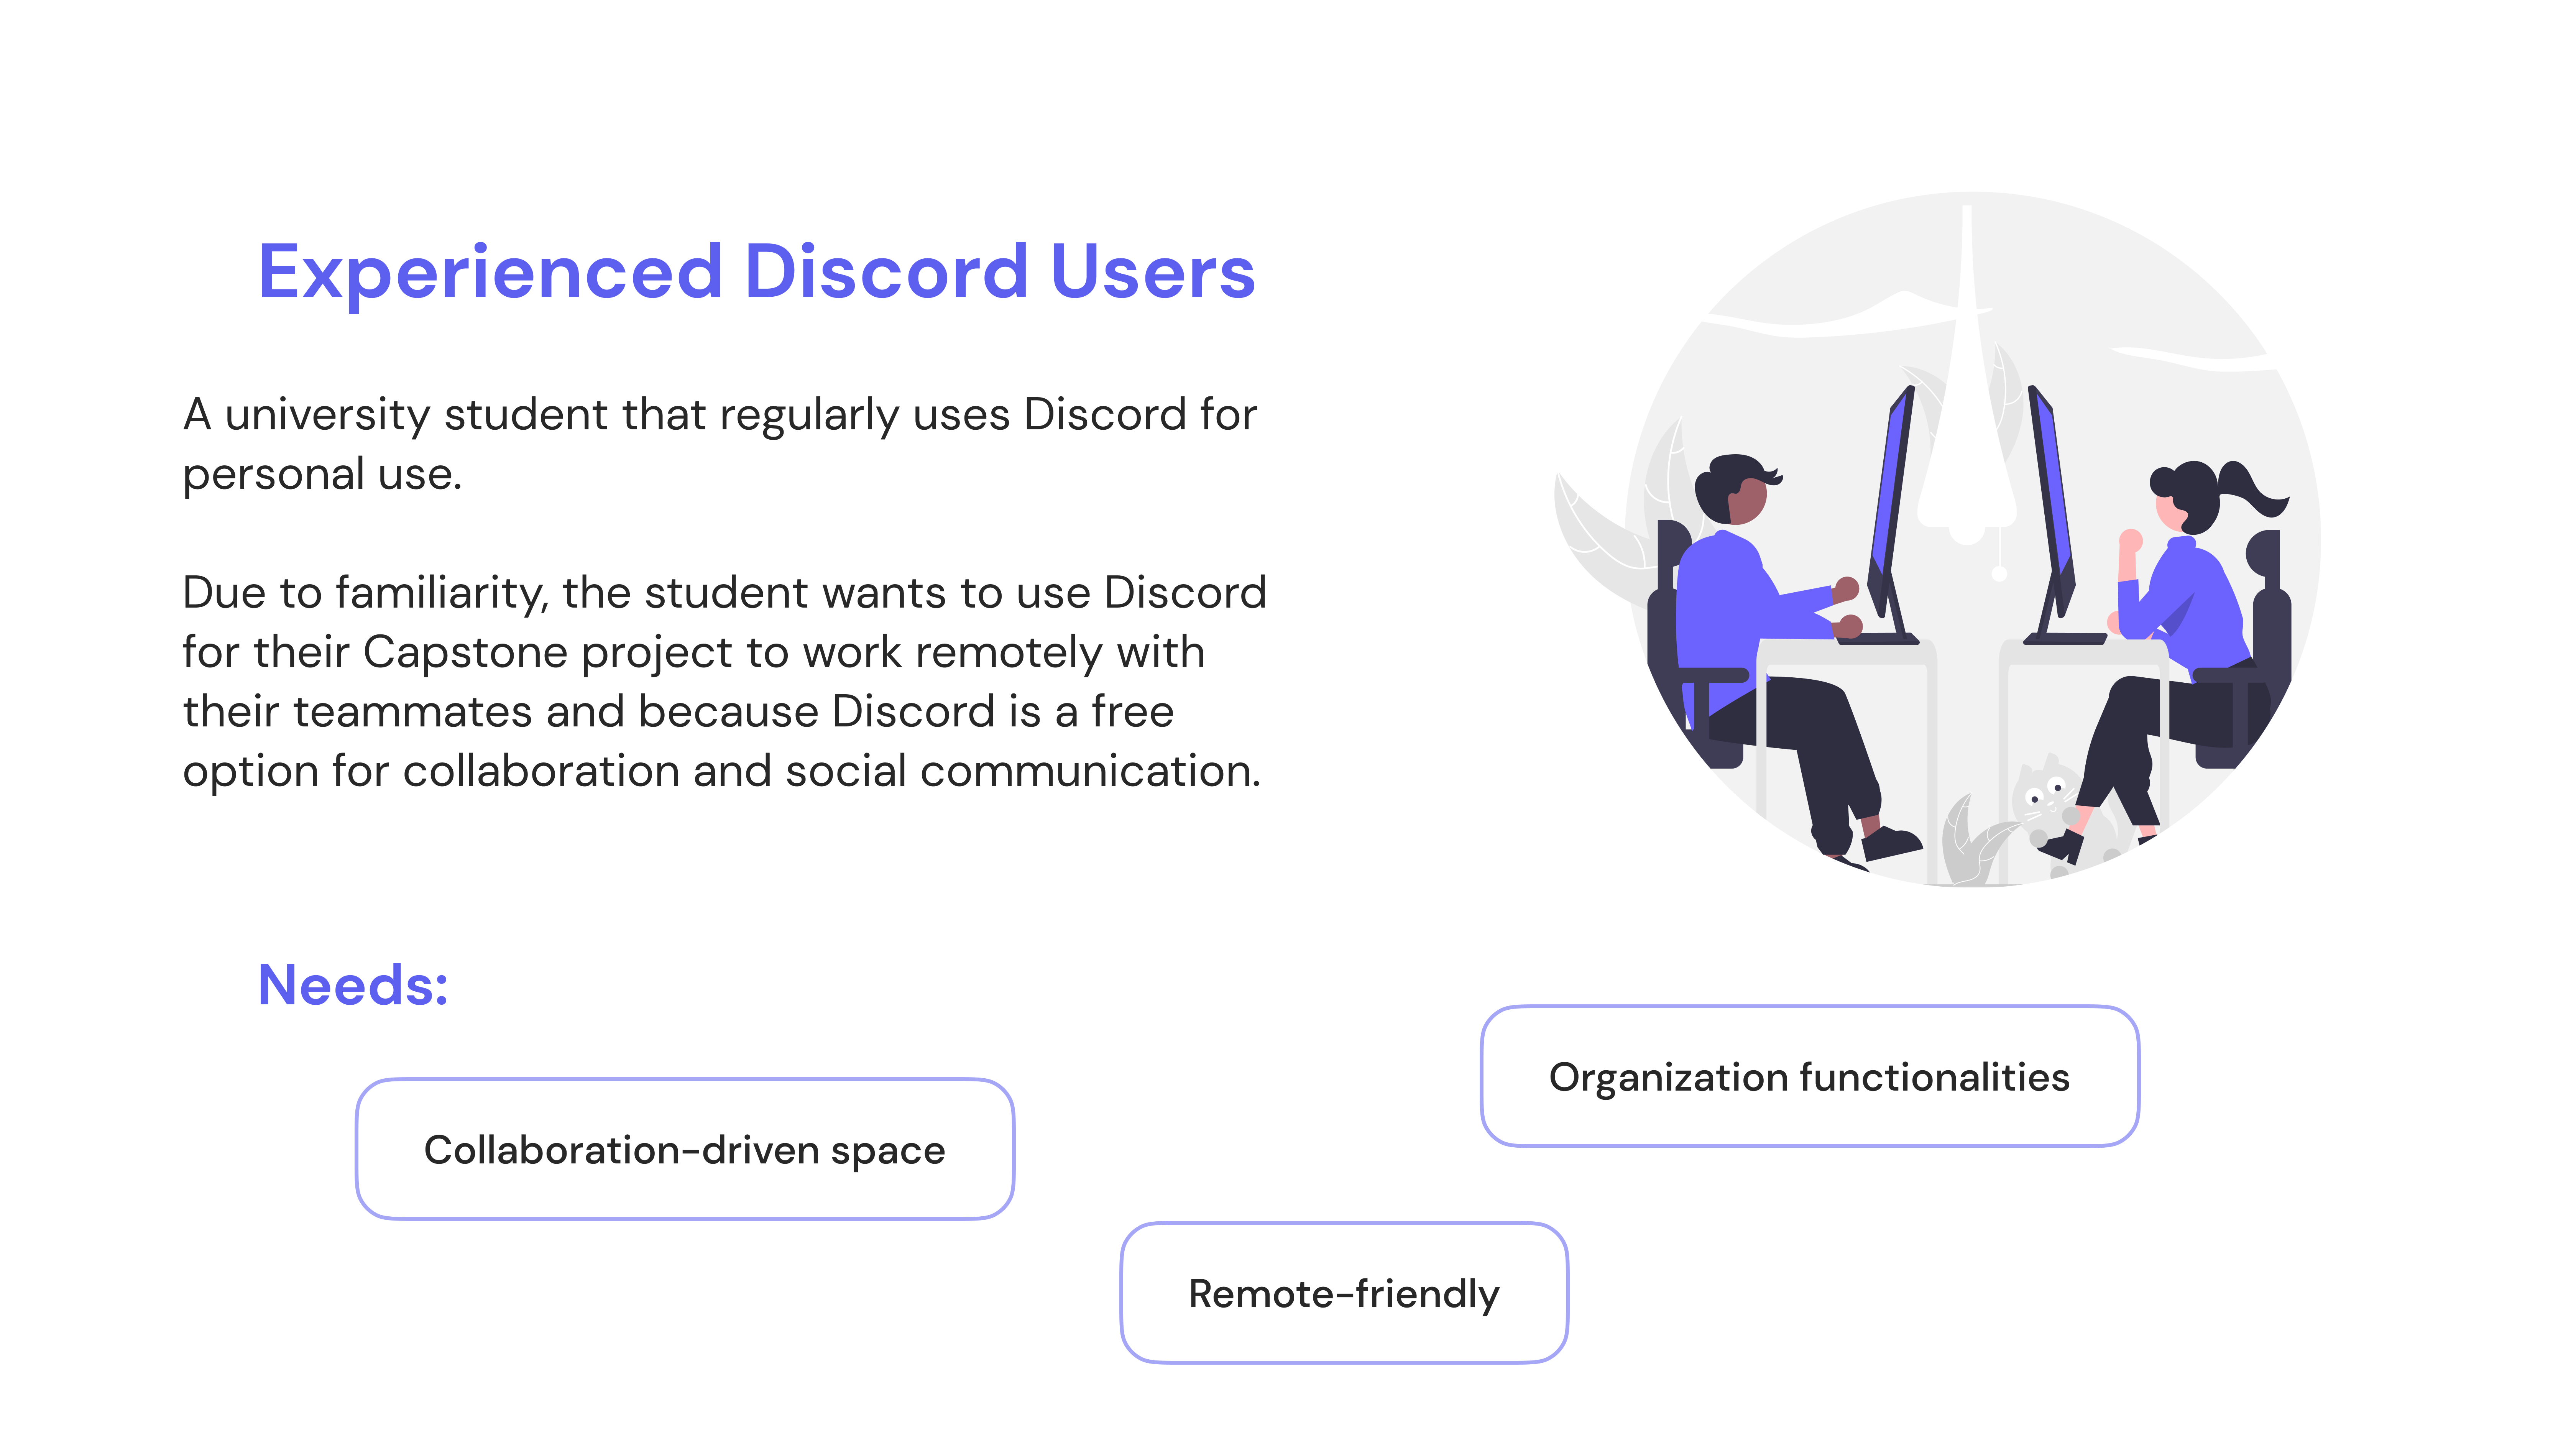 Experienced Discord Users
A university student that regularly uses Discord for
personal use.
Due to familiarity, the student wants to use Discord
for their Capstone project to work remotely with
their teammates and because Discord is a free
option for collaboration and social communication.
Needs:
Organization functionalities
Collaboration-driven space
Remote-friendly